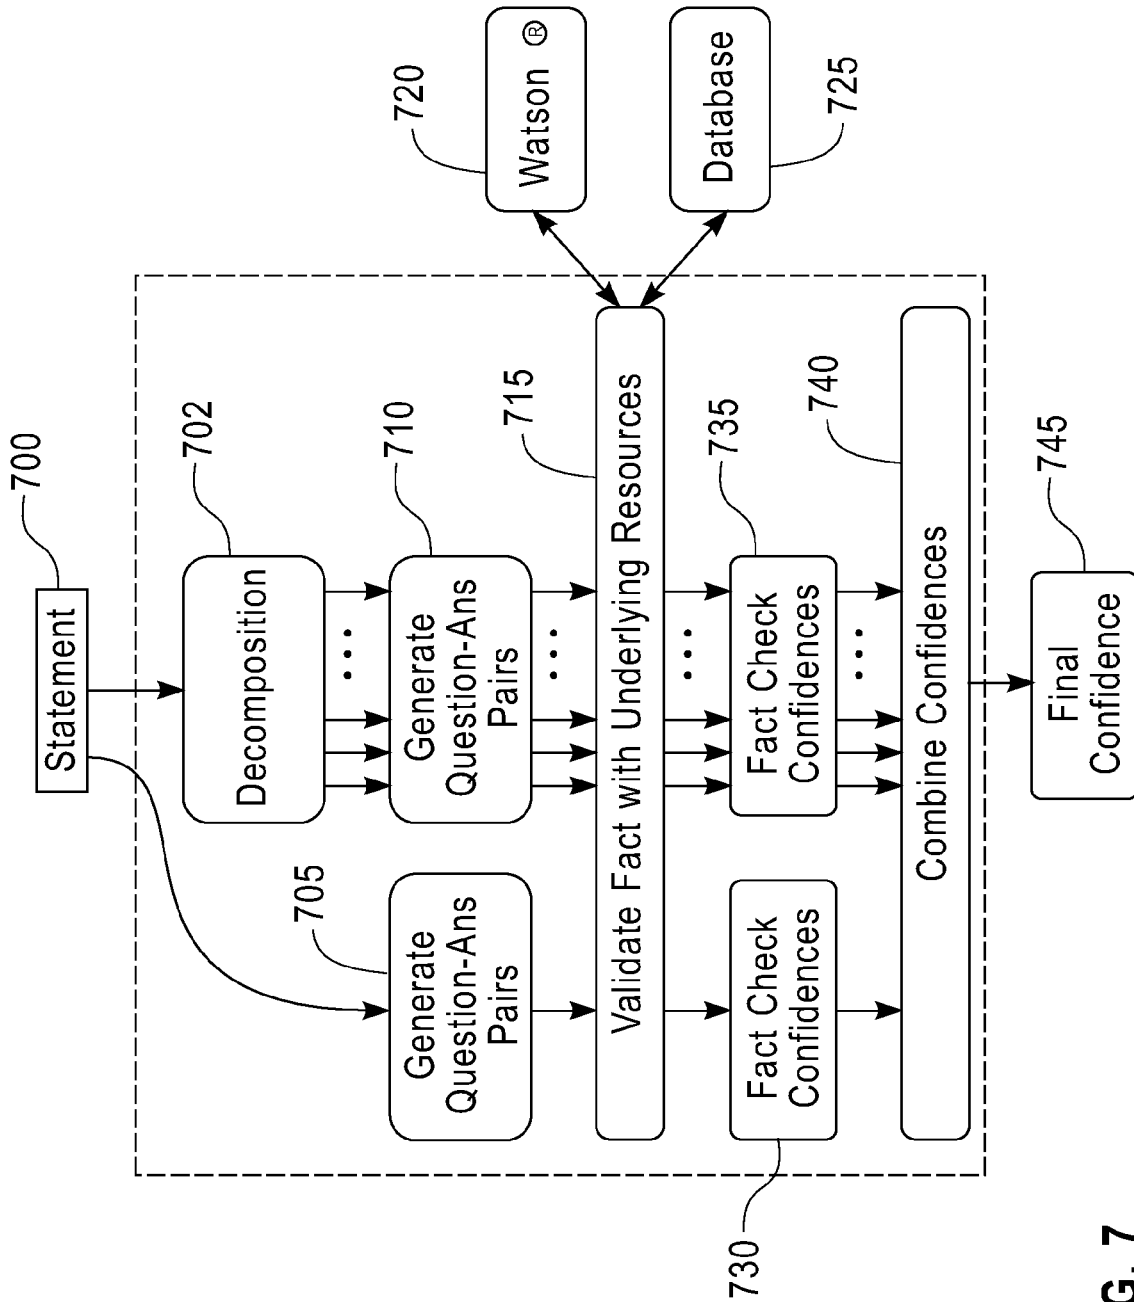 700
Statement
702
Decomposition
705
Generate
Question-Ans
Pairs
710
Generate
Question-Ans
Pairs
715
Validate Fact with Underlying Resources
720
Watson ®
Database
725
730
Fact Check
Confidences
735
Fact Check
Confidences
740
Combine Confidences
745
Final
Confidence
G. 7